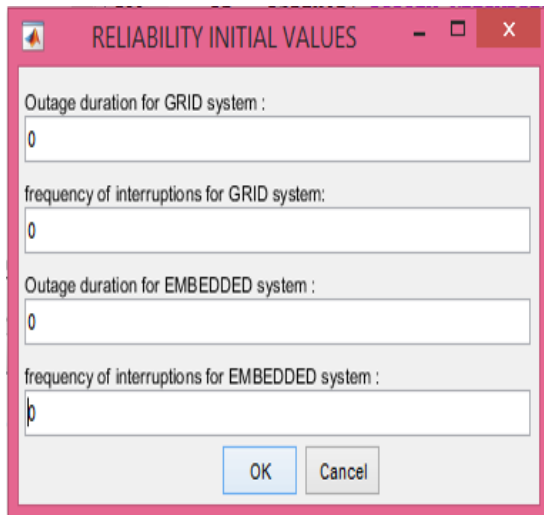 RELIABILITY INITIAL VALUES
Outage duration for GRID system :
0
frequency of interruptions for GRID system:
0
Outage duration for EMBEDDED system :
0
frequency of interruptions for EMBEDDED system :
0
OK Cancel